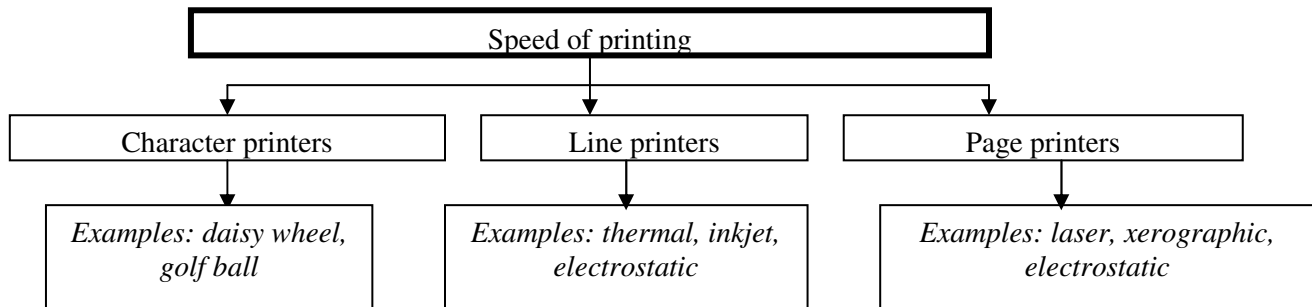 Speed of printing
Character printers
Line printers
Page printers
Examples: daisy wheel,
golf ball
Examples: thermal, inkjet,
electrostatic
Examples: laser, xerographic,
electrostatic